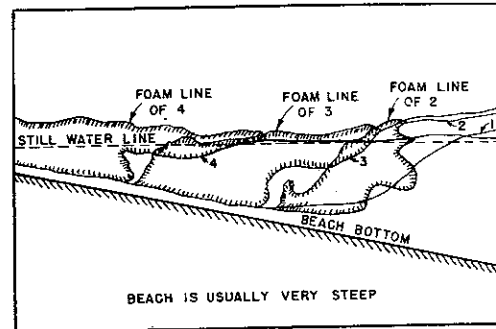 FOAM LINE
OF 4
FOAM LINE
OF 3
FOAM LINE
OF 2
2
1
STILL WATER LINE
4
3
BEACH BOTTOM
BEACH IS USUALLY VERY STEEP